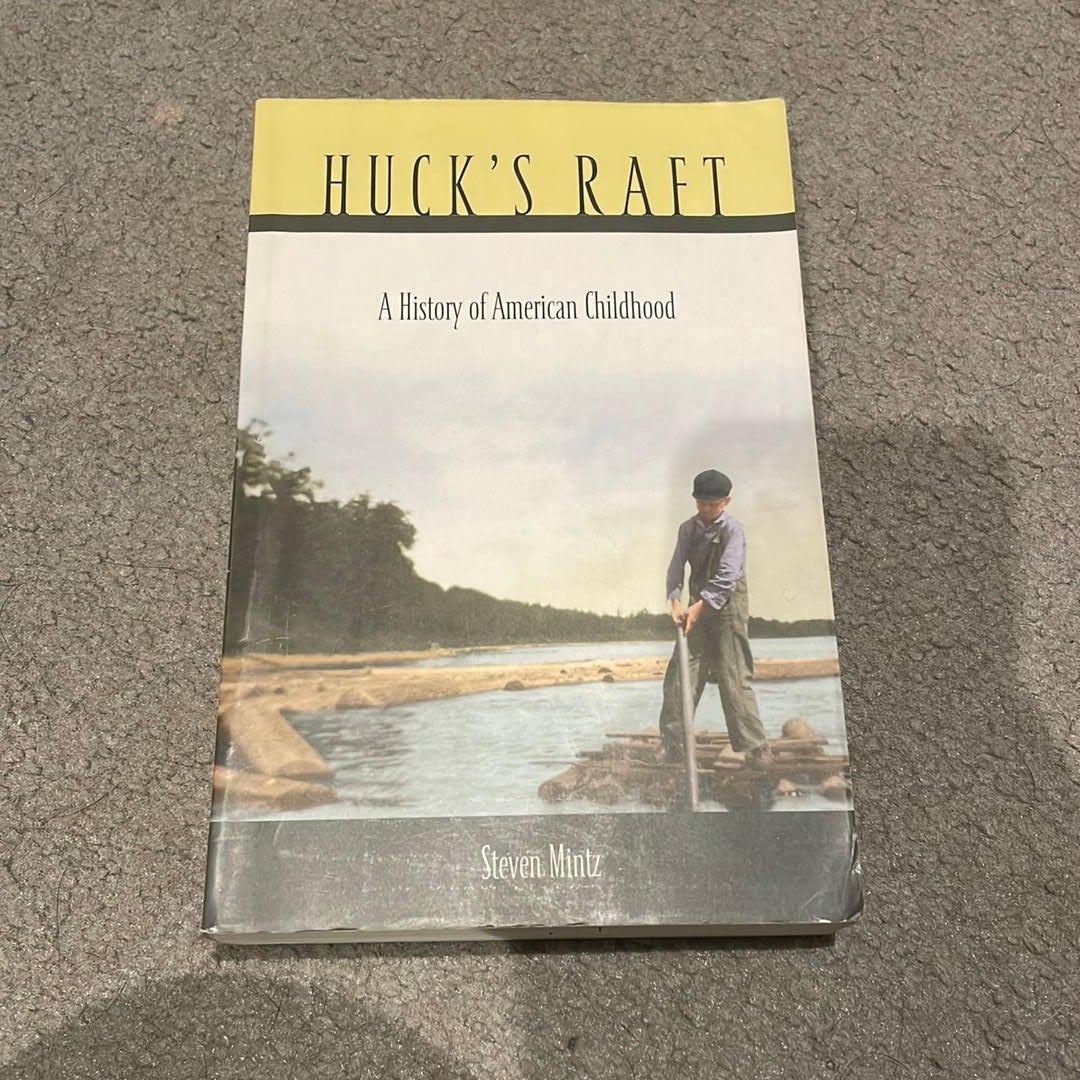 HUCK'S RAFT
A History of American Childhood
Steven Mintz